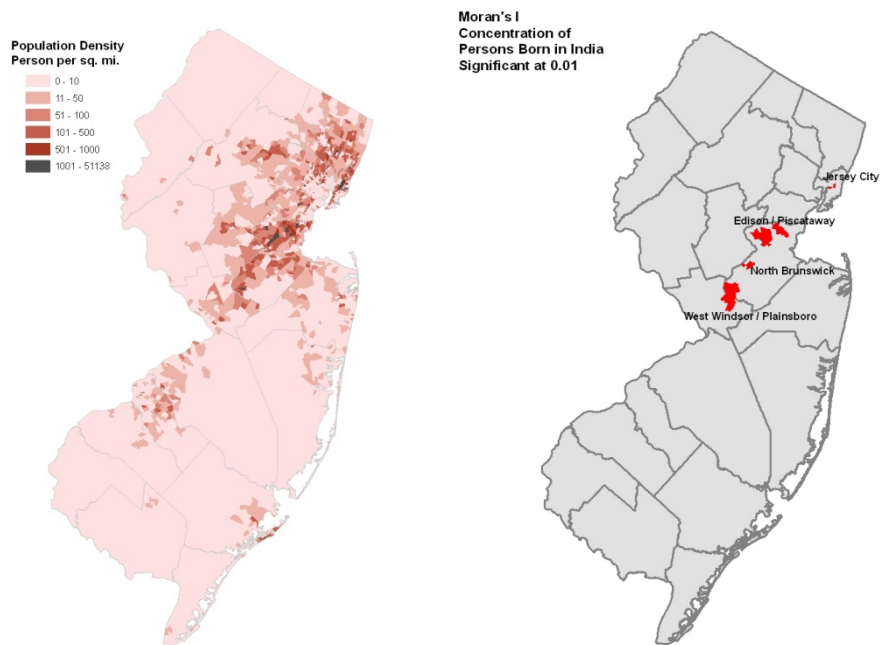 Population Density
Person per sq. mi.
0 - 10
11 - 50
51 - 100
101 - 500
501 - 1000
1001 - 51138
Moran's I
Concentration of
Persons Born in India
Significant at 0.01
Jersey City
Edison / Piscataway
North Brunswick
West Windsor / Plainsboro